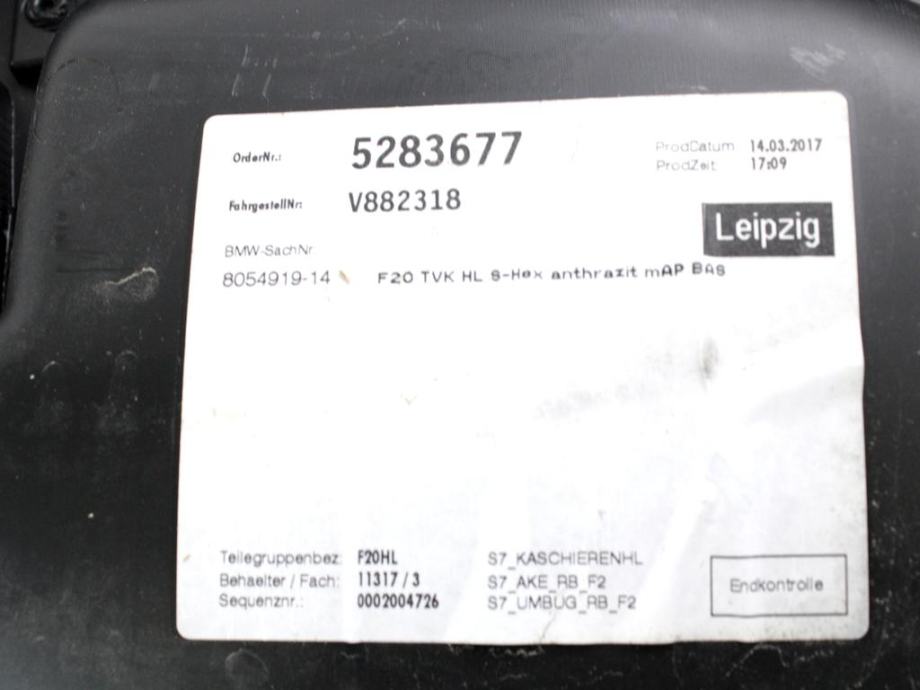 OrderNr.: 5283677
ProdDatum 14.03.2017
ProdZeit: 17:09
FahrgestellNr: V882318
Leipzig
BMW-SachNr
8054919-14 F20 TVK HL S-Hex anthrazit mAP BAS
Teilegruppenbez: F20HL S7_KASCHIERENHL
Behaelter / Fach: 11317 / 3 S7_AKE_RB_F2
Sequenznr.: 0002004726 S7_UMBUG_RB_F2
Endkontrolle